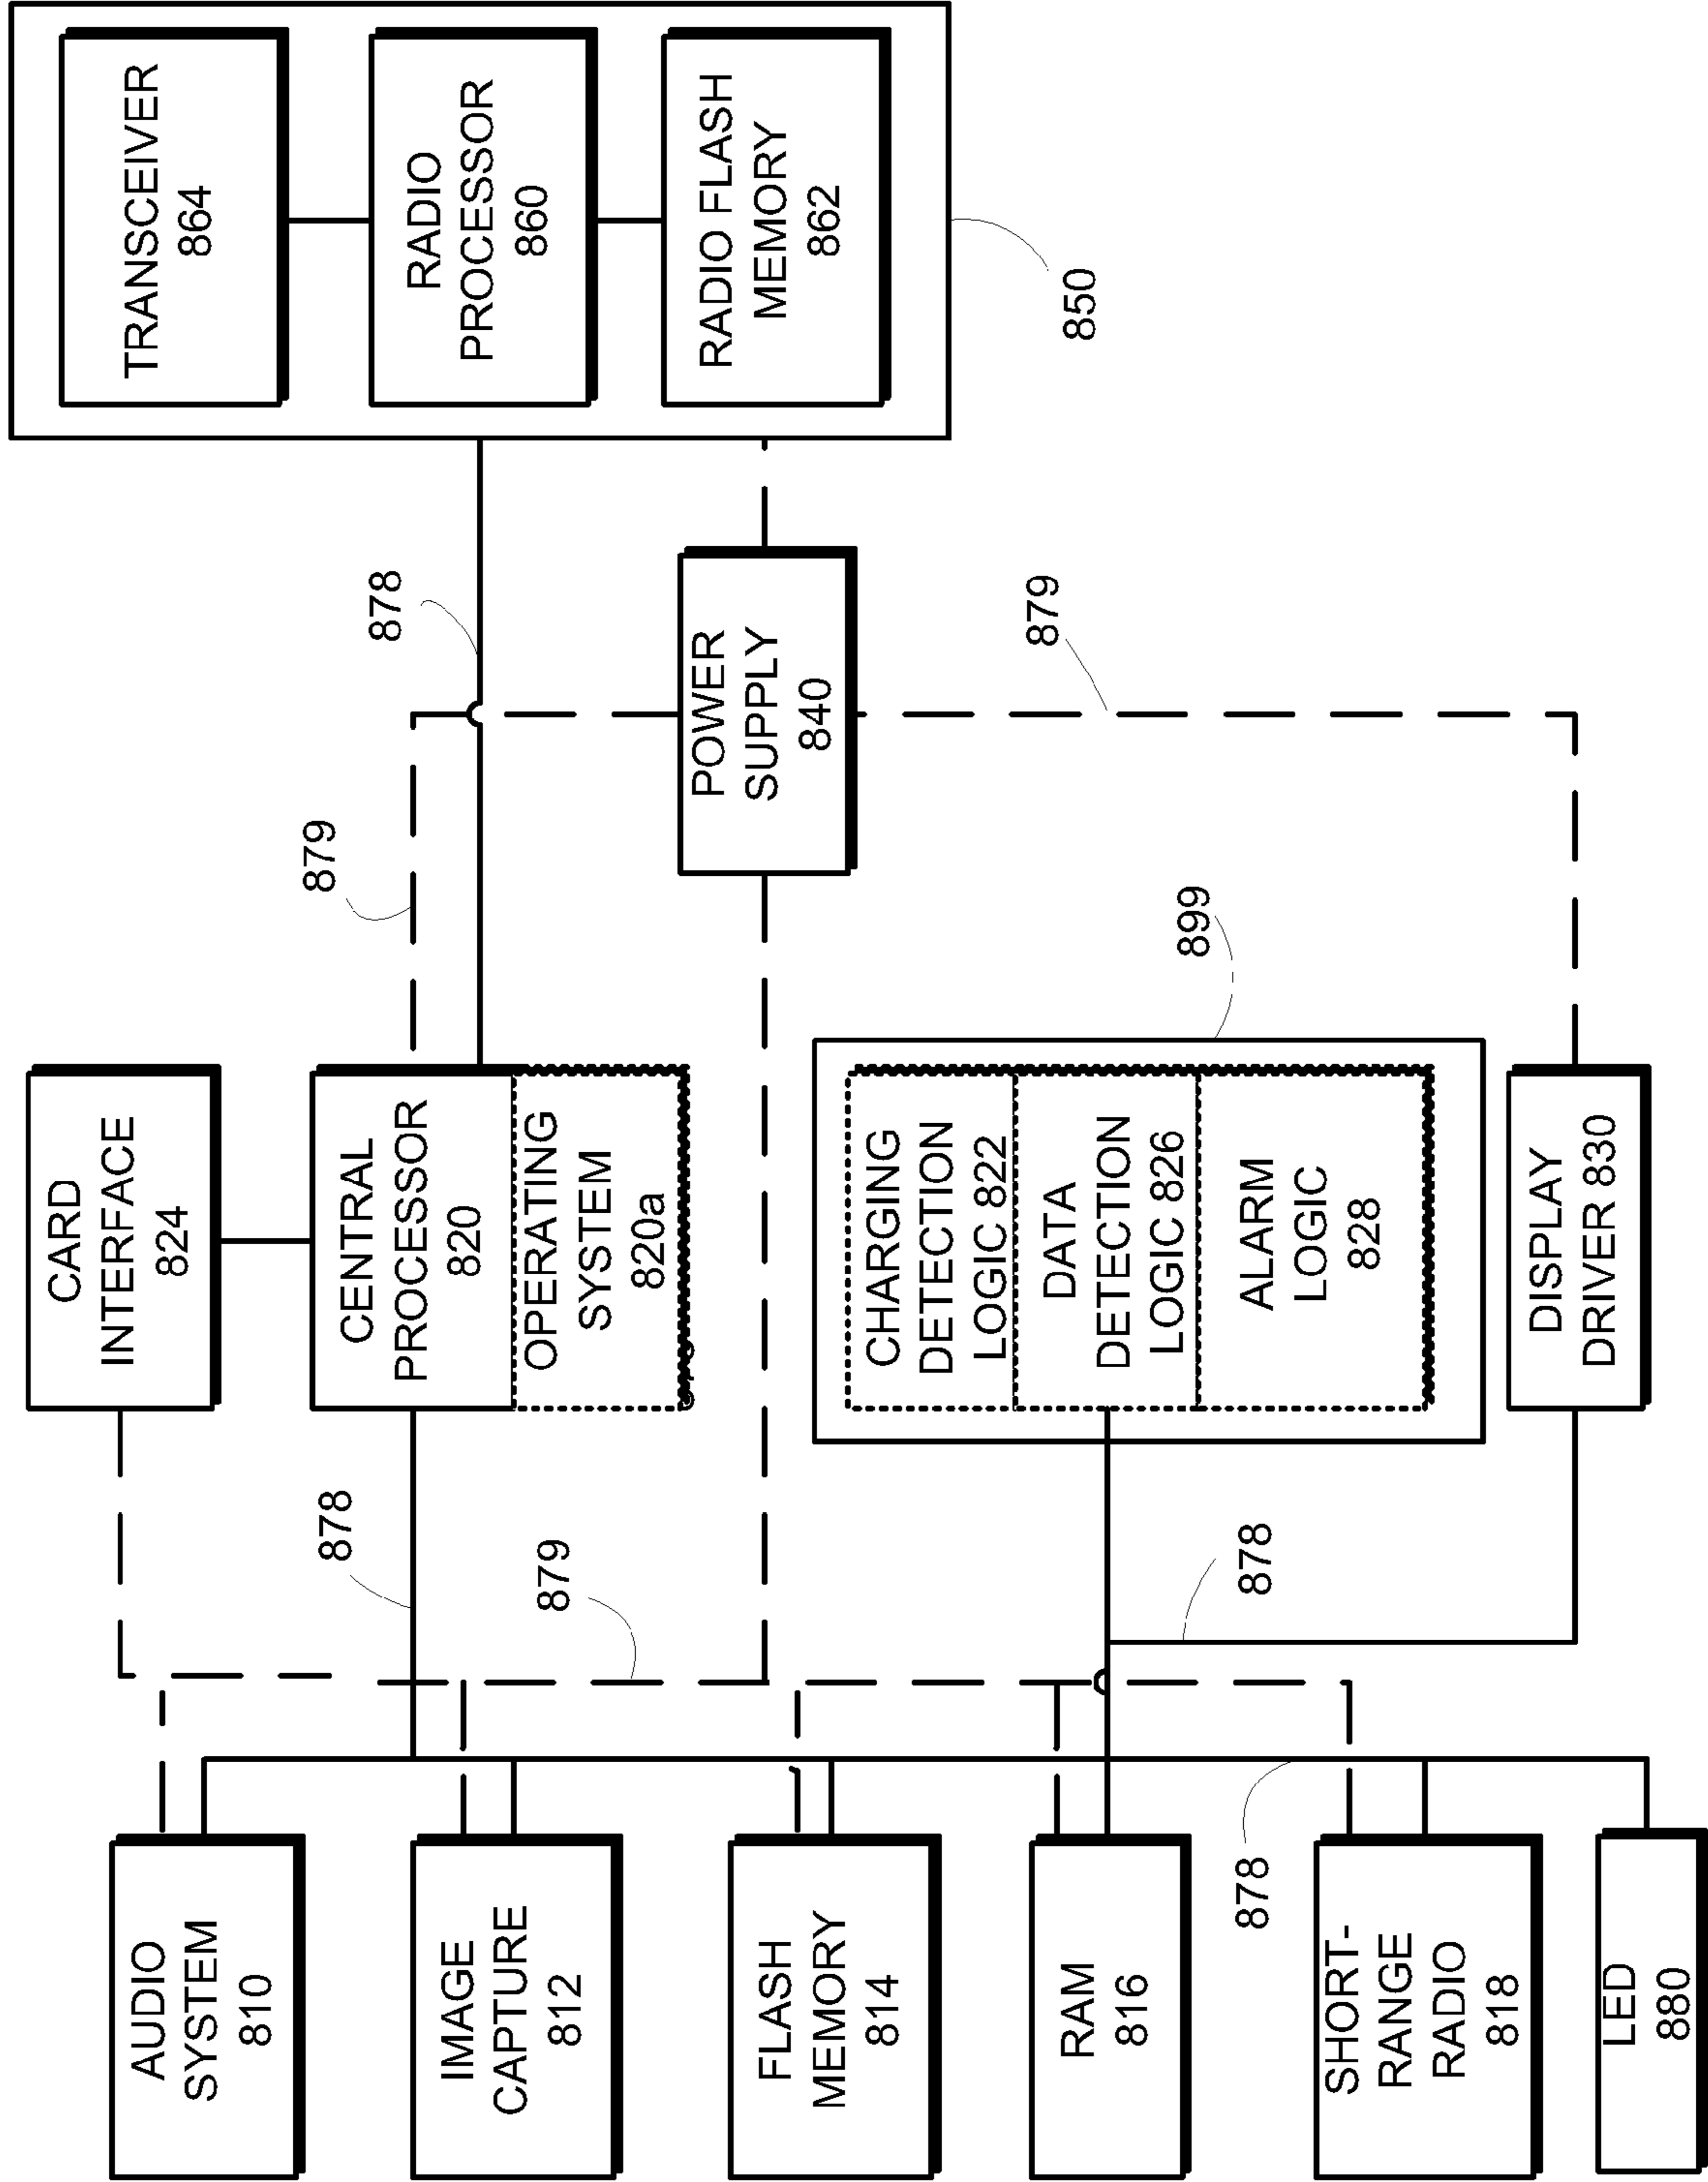 AUDIO
SYSTEM
810
IMAGE
CAPTURE
812
FLASH
MEMORY
814
RAM
816
SHORT-
RANGE
RADIO
818
LED
880
878
879
878
878
CARD
INTERFACE
824
CENTRAL
PROCESSOR
820
OPERATING
SYSTEM
820a
CHARGING
DETECTION
LOGIC 822
DATA
DETECTION
LOGIC 826
ALARM
LOGIC
828
DISPLAY
DRIVER 830
899
879
878
POWER
SUPPLY
840
879
TRANSCEIVER
864
RADIO
PROCESSOR
860
RADIO FLASH
MEMORY
862
850